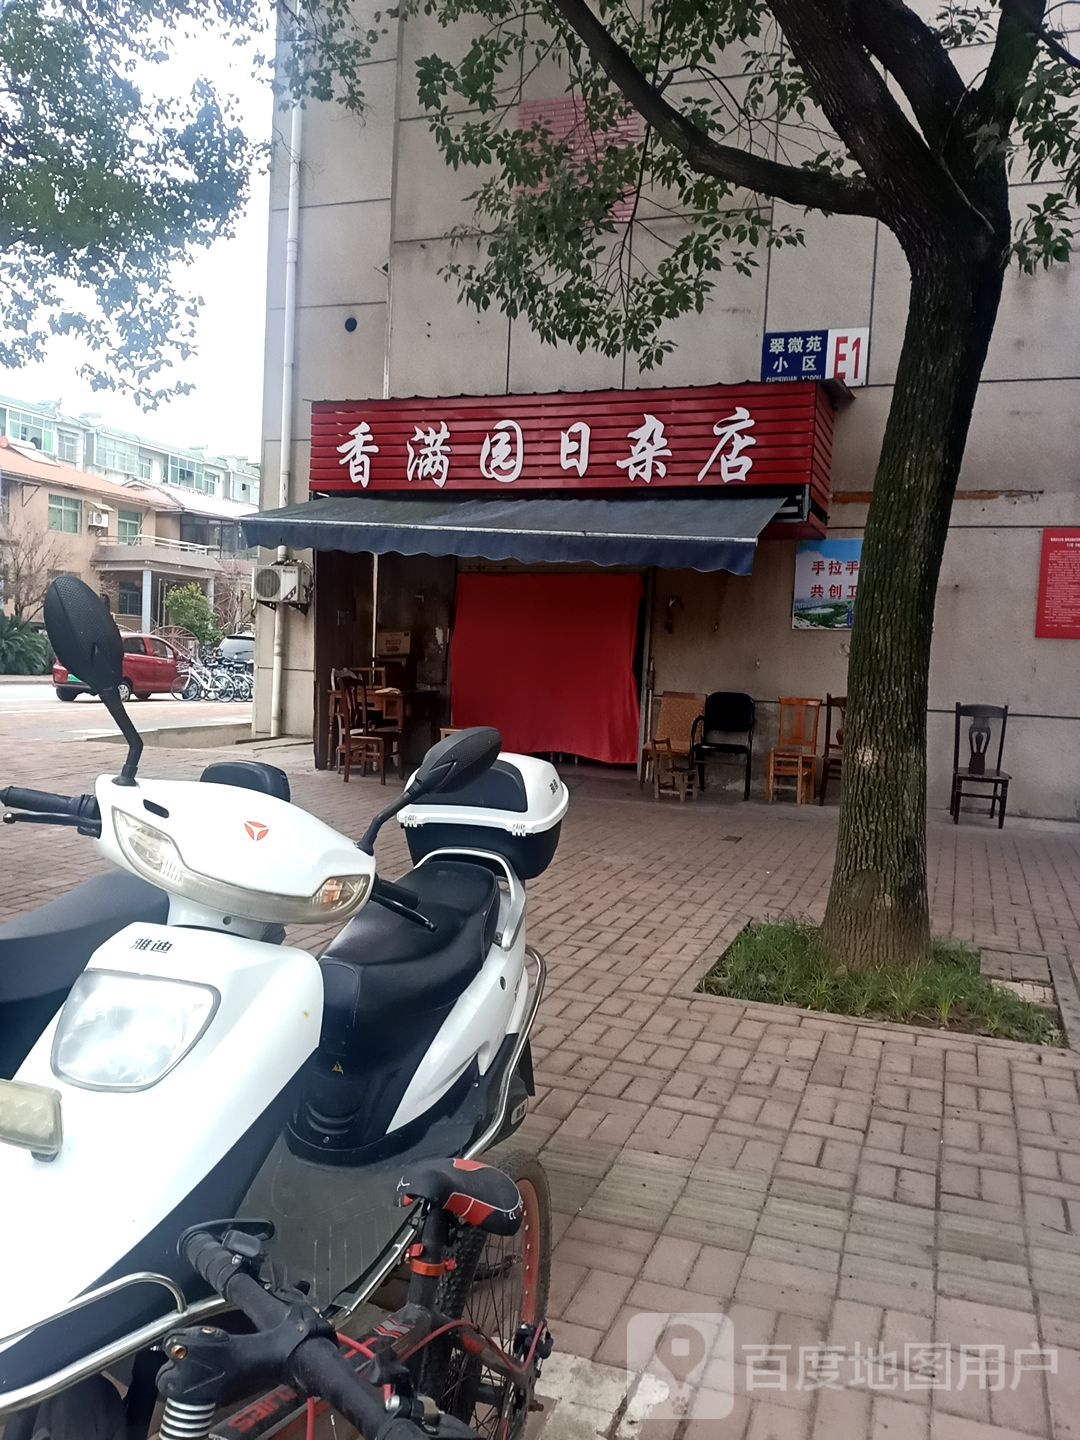 翠微苑
小区
E1
香满园日杂店
手拉手
共创卫
雅迪
百度地图用户